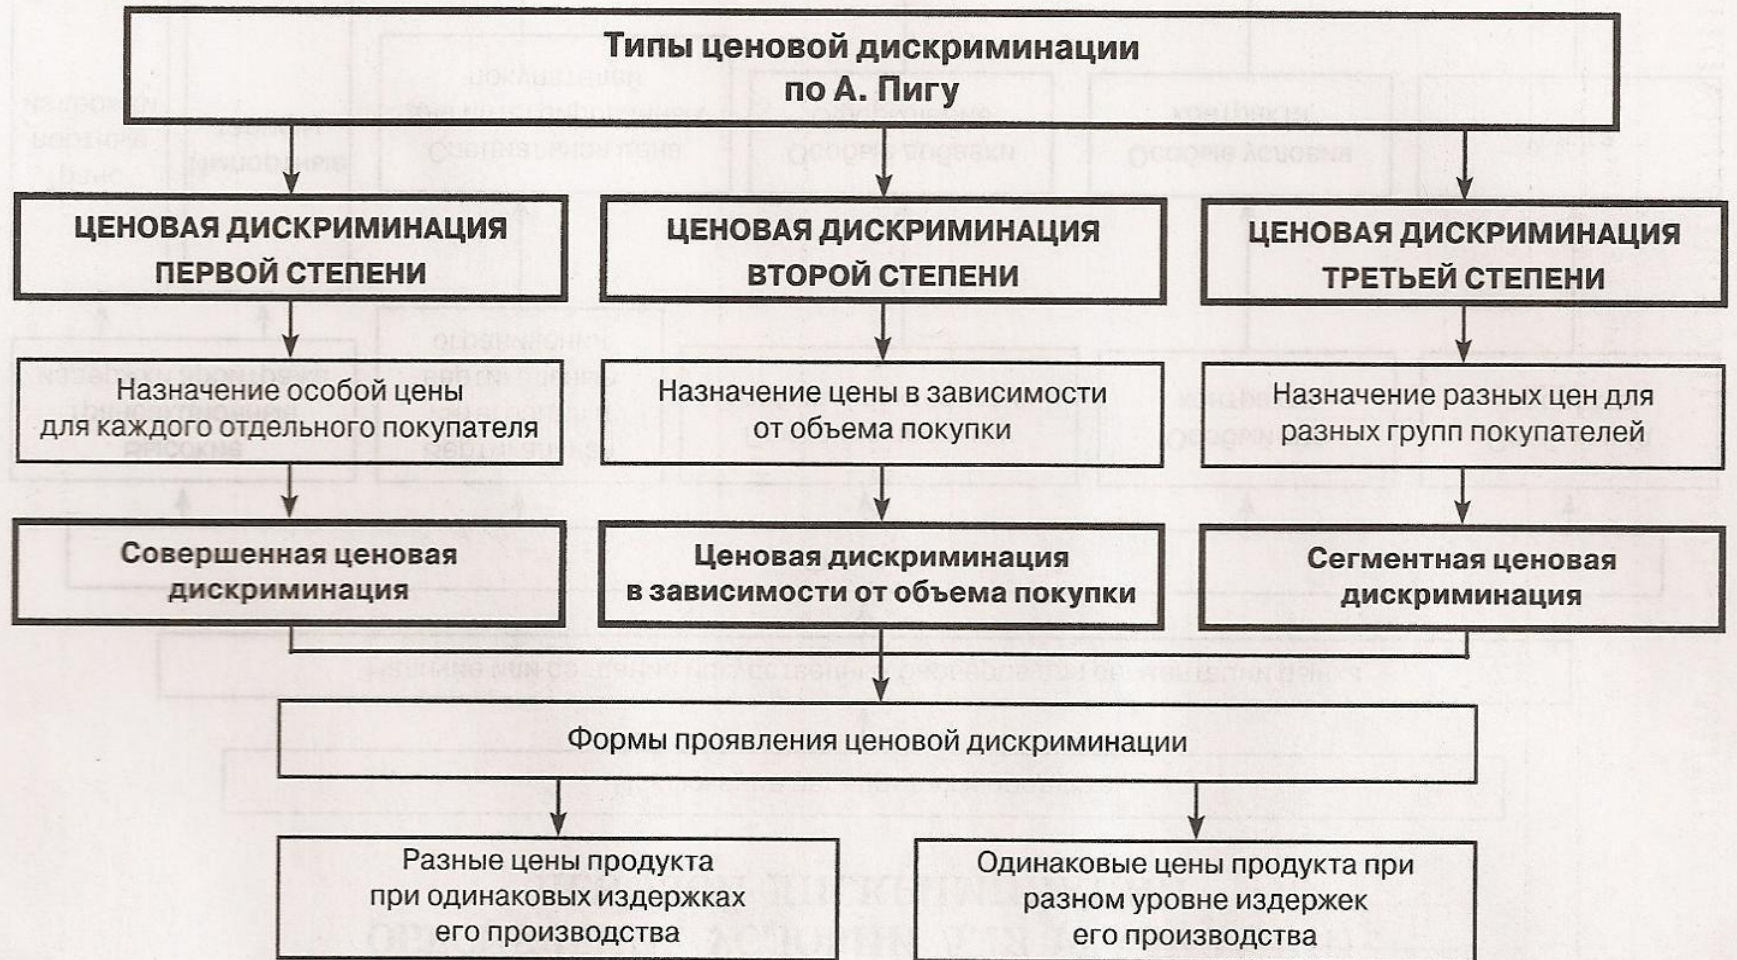 Типы ценовой дискриминации
по А. Пигу
ЦЕНОВАЯ ДИСКРИМИНАЦИЯ
ПЕРВОЙ СТЕПЕНИ
ЦЕНОВАЯ ДИСКРИМИНАЦИЯ
ВТОРОЙ СТЕПЕНИ
ЦЕНОВАЯ ДИСКРИМИНАЦИЯ
ТРЕТЬЕЙ СТЕПЕНИ
Назначение особой цены
для каждого отдельного покупателя
Назначение цены в зависимости
от объема покупки
Назначение разных цен для
разных групп покупателей
Совершенная ценовая
дискриминация
Ценовая дискриминация
в зависимости от объема покупки
Сегментная ценовая
дискриминация
Формы проявления ценовой дискриминации
Разные цены продукта
при одинаковых издержках
его производства
Одинаковые цены продукта при
разном уровне издержек
его производства